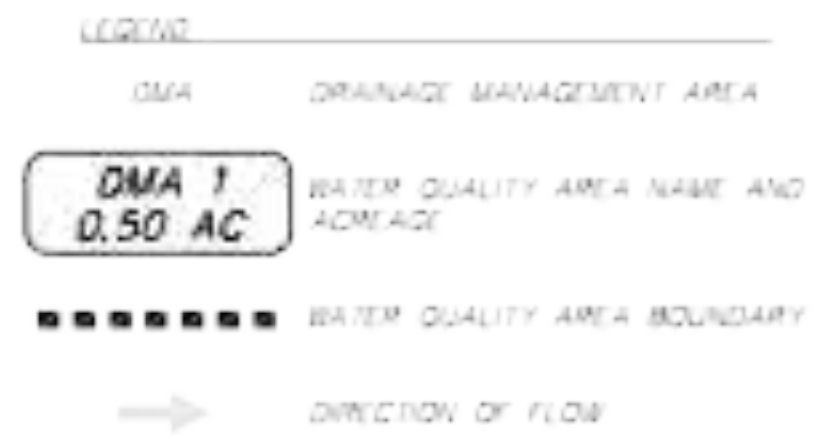 LEGEND
DMA DRAINAGE MANAGEMENT AREA
DMA 1
0.50 AC
WATER QUALITY AREA NAME AND
ACREAGE
WATER QUALITY AREA BOUNDARY
DIRECTION OF FLOW